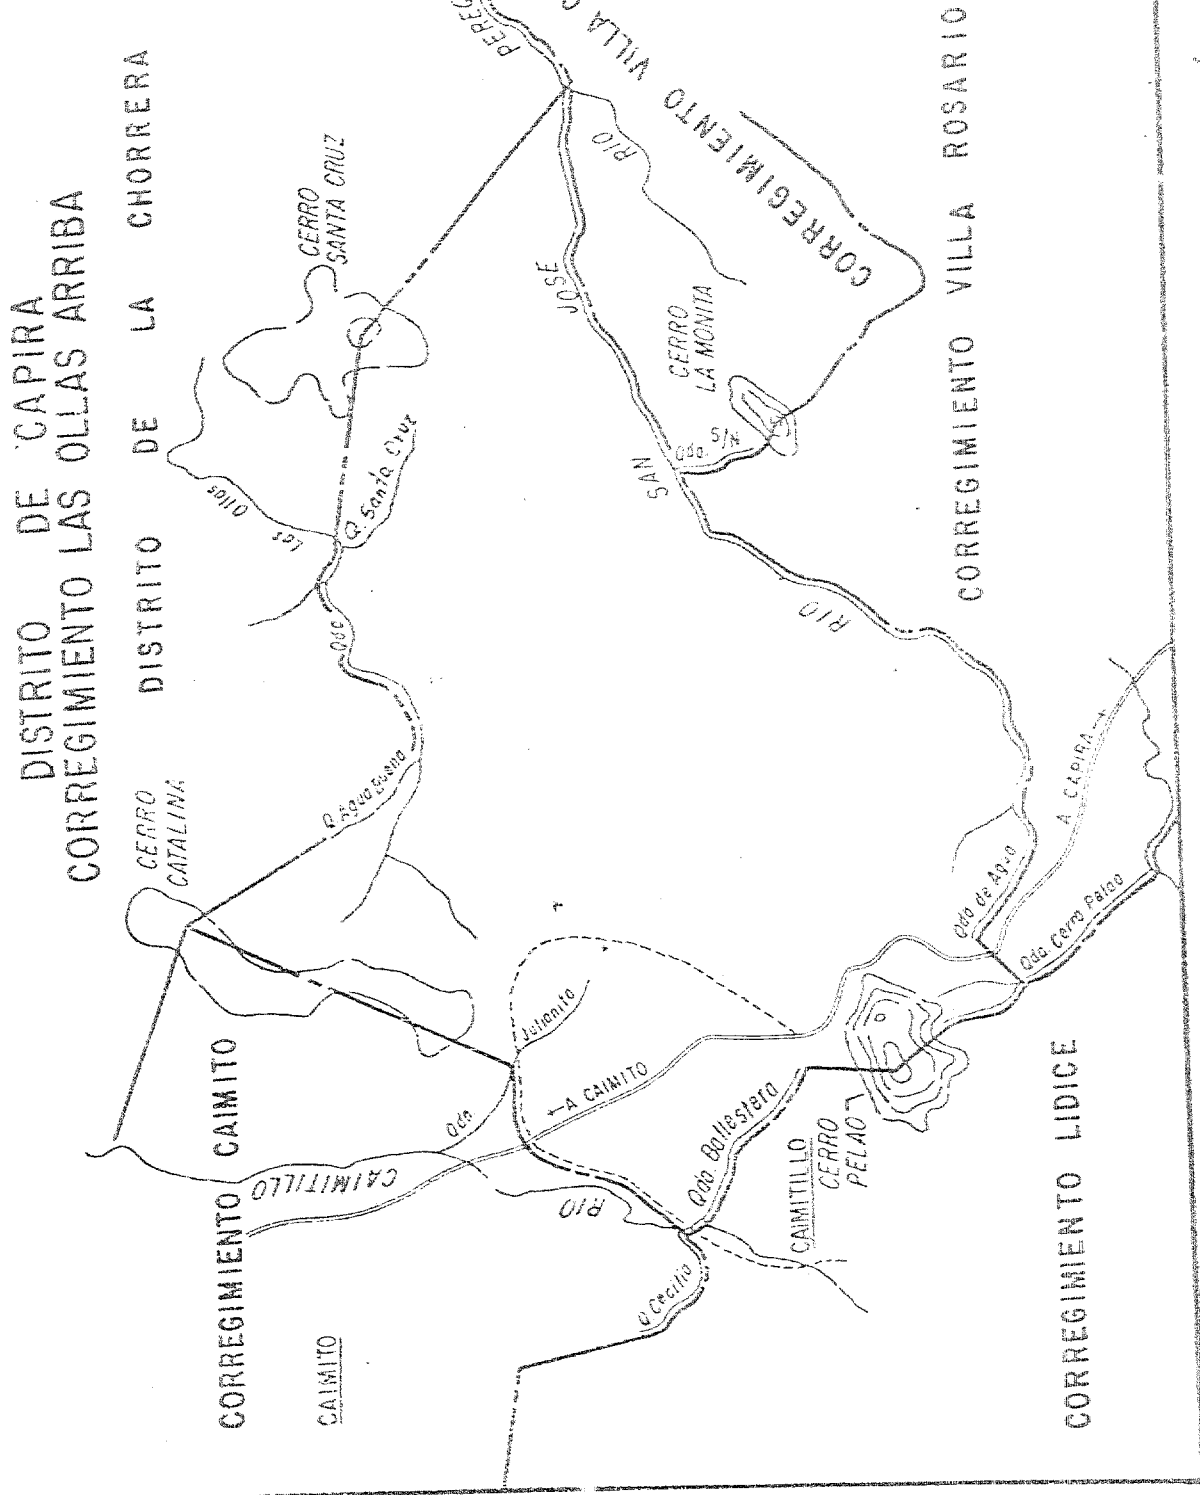 DISTRITO DE CAPIRA
CORREGIMIENTO LAS OLLAS ARRIBA
DISTRITO DE LA CHORRERA
CERRO
CATALINA
CERRO
SANTA CRUZ
Las Ollas
Q. Santa Cruz
Qda
Q. Agua Buena
CORREGIMIENTO CAIMITO
CAIMITO
RIO CAIMITILLO
Qda Julianito
←A CAIMITO
RIO SAN JOSE
RIO
CERRO
LA MONITA
Qda S/N
CORREGIMIENTO VILLA
CORREGIMIENTO VILLA ROSARIO
Q Cecilio
Qda. Ballestera
CAIMITILLO
CERRO
PELAO
Qda de Agua
A CAPIRA→
Qda. Cerro Pelao
CORREGIMIENTO LIDICE